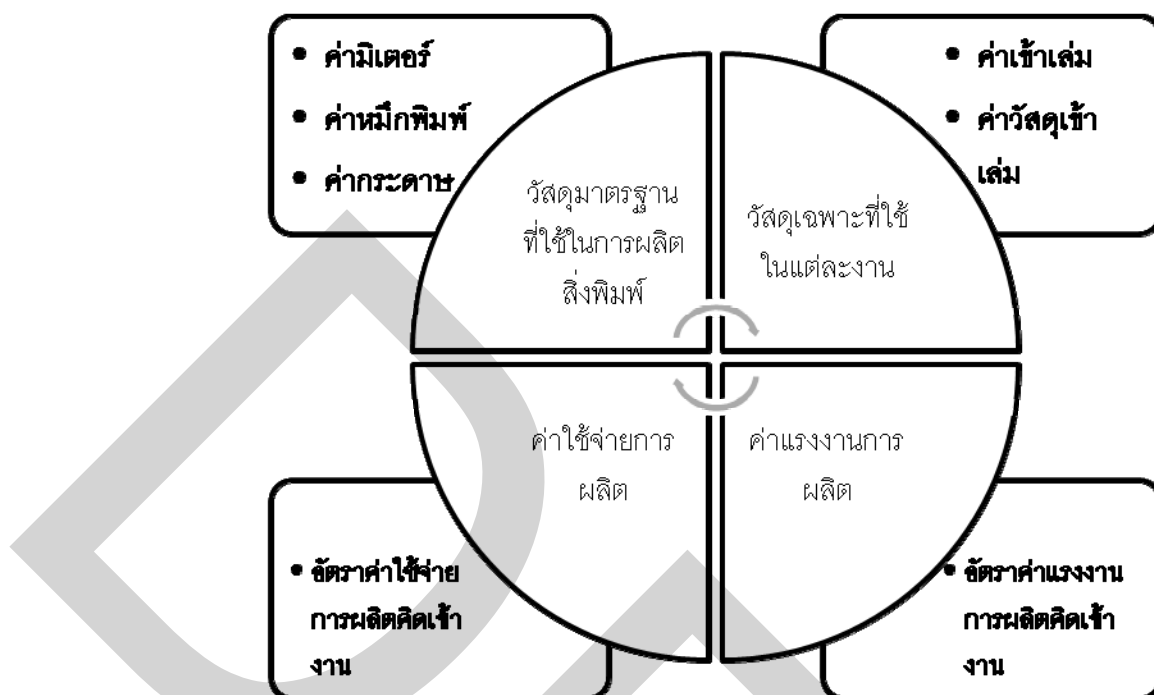 • ค่ามิเตอร์
• ค่าหมึกพิมพ์
• ค่ากระดาษ
วัสดุมาตรฐาน
ที่ใช้ในการผลิต
สิ่งพิมพ์
• ค่าเข้าเล่ม
• ค่าวัสดุเข้า
เล่ม
วัสดุเฉพาะที่ใช้
ในแต่ละงาน
ค่าใช้จ่ายการ
ผลิต
• อัตราค่าใช้จ่าย
การผลิตคิดเข้า
งาน
ค่าแรงงานการ
ผลิต
• อัตราค่าแรงงาน
การผลิตคิดเข้า
งาน